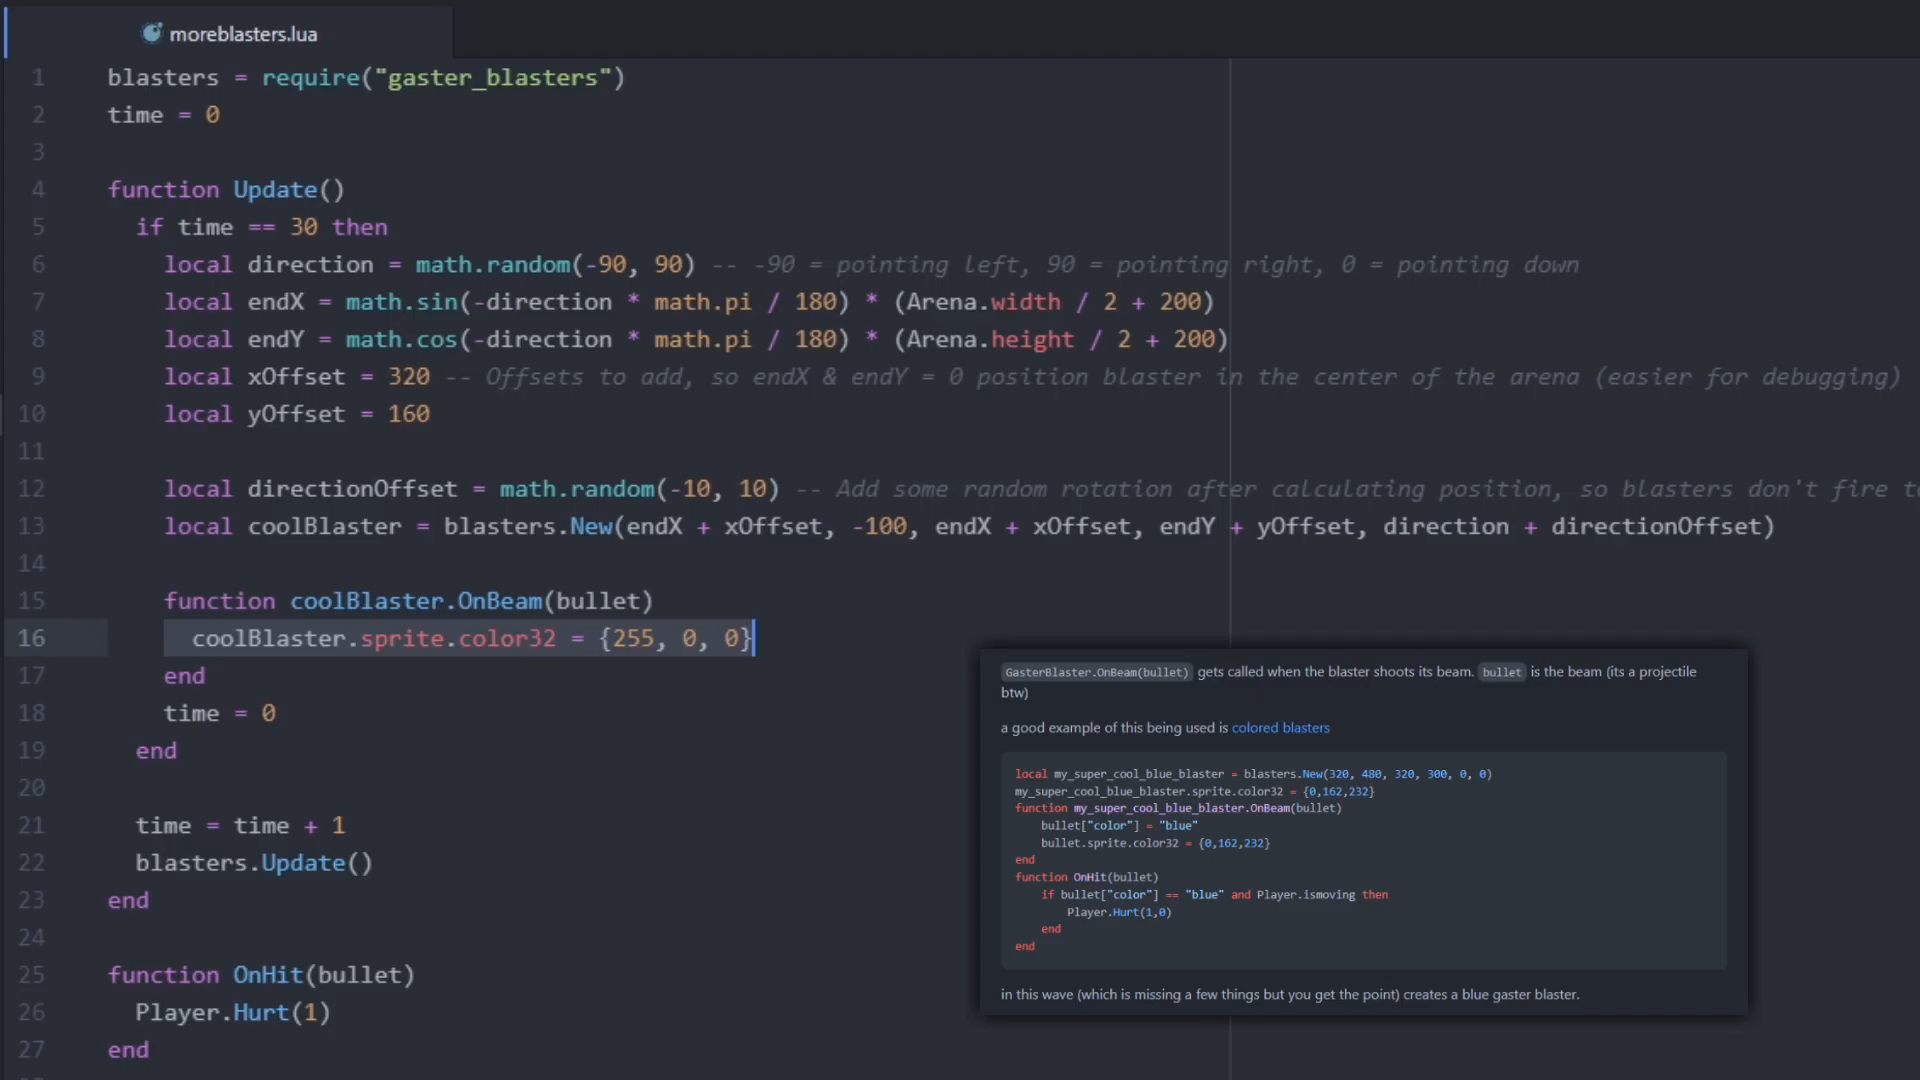 moreblasters.lua
1 blasters = require("gaster_blasters")
2 time = 0
3
4 function Update()
5 if time == 30 then
6 local direction = math.random(-90, 90) -- -90 = pointing left, 90 = pointing right, 0 = pointing down
7 local endX = math.sin(-direction * math.pi / 180) * (Arena.width / 2 + 200)
8 local endY = math.cos(-direction * math.pi / 180) * (Arena.height / 2 + 200)
9 local xOffset = 320 -- Offsets to add, so endX & endY = 0 position blaster in the center of the arena (easier for debugging)
10 local yOffset = 160
11
12 local directionOffset = math.random(-10, 10) -- Add some random rotation after calculating position, so blasters don't fire
13 local coolBlaster = blasters.New(endX + xOffset, -100, endX + xOffset, endY + yOffset, direction + directionOffset)
14
15 function coolBlaster.OnBeam(bullet)
16 coolBlaster.sprite.color32 = {255, 0, 0}
17 end
18 time = 0
19 end
20
21 time = time + 1
22 blasters.Update()
23 end
24
25 function OnHit(bullet)
26 Player.Hurt(1)
27 end
GasterBlaster.OnBeam(bullet) gets called when the blaster shoots its beam. bullet is the beam (its a projectile
btw)
a good example of this being used is colored blasters
local my_super_cool_blue_blaster = blasters.New(320, 480, 320, 300, 0, 0)
my_super_cool_blue_blaster.sprite.color32 = {0,162,232}
function my_super_cool_blue_blaster.OnBeam(bullet)
bullet["color"] = "blue"
bullet.sprite.color32 = {0,162,232}
end
function OnHit(bullet)
if bullet["color"] == "blue" and Player.ismoving then
Player.Hurt(1,0)
end
end
in this wave (which is missing a few things but you get the point) creates a blue gaster blaster.